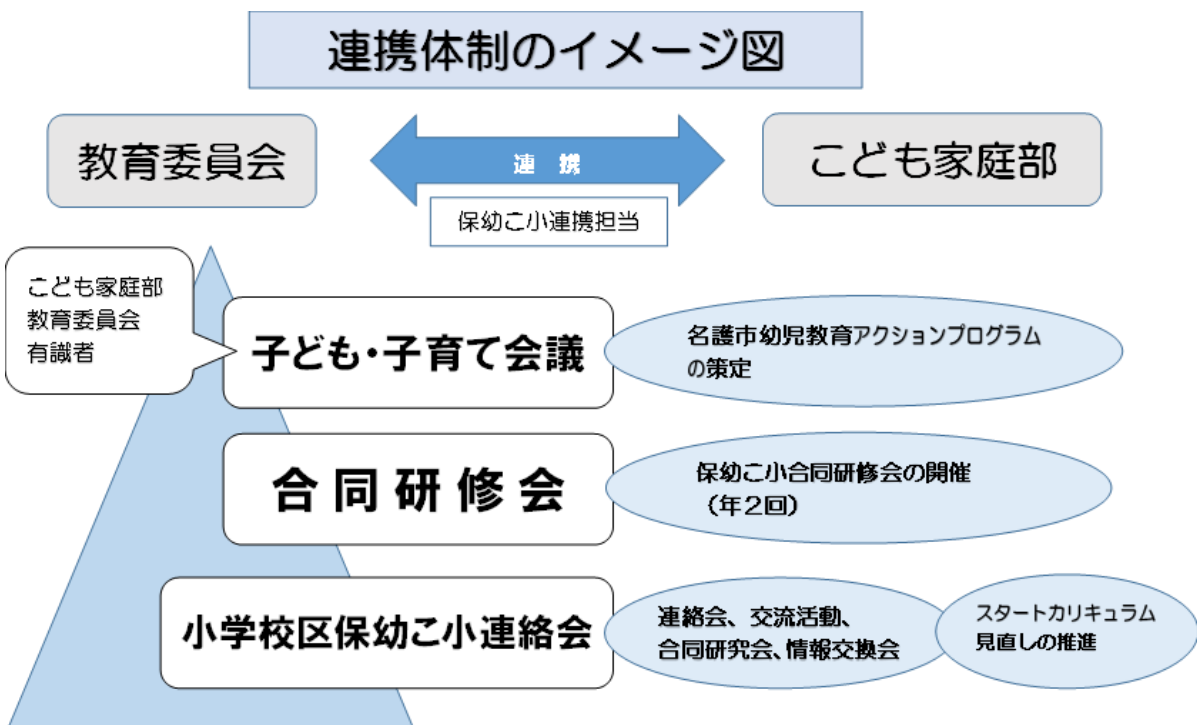 連携体制のイメージ図
教育委員会
連 携
保幼こ小連携担当
こども家庭部
こども家庭部
教育委員会
有識者
子ども・子育て会議
名護市幼児教育アクションプログラム
の策定
合同研修会
保幼こ小合同研修会の開催
（年２回）
小学校区保幼こ小連絡会
連絡会、交流活動、
合同研究会、情報交換会
スタートカリキュラム
見直しの推進